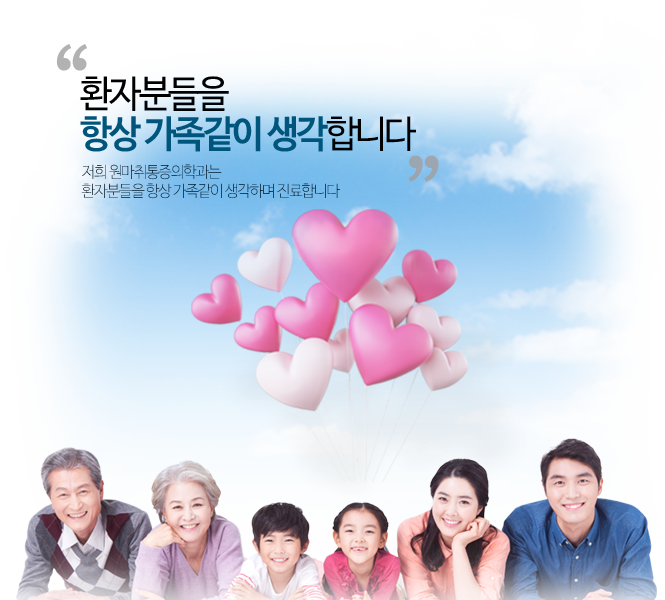 “
환자분들을
항상 가족같이 생각합니다
”
저희 원마취통증의학과는
환자분들을 항상 가족같이 생각하며 진료합니다